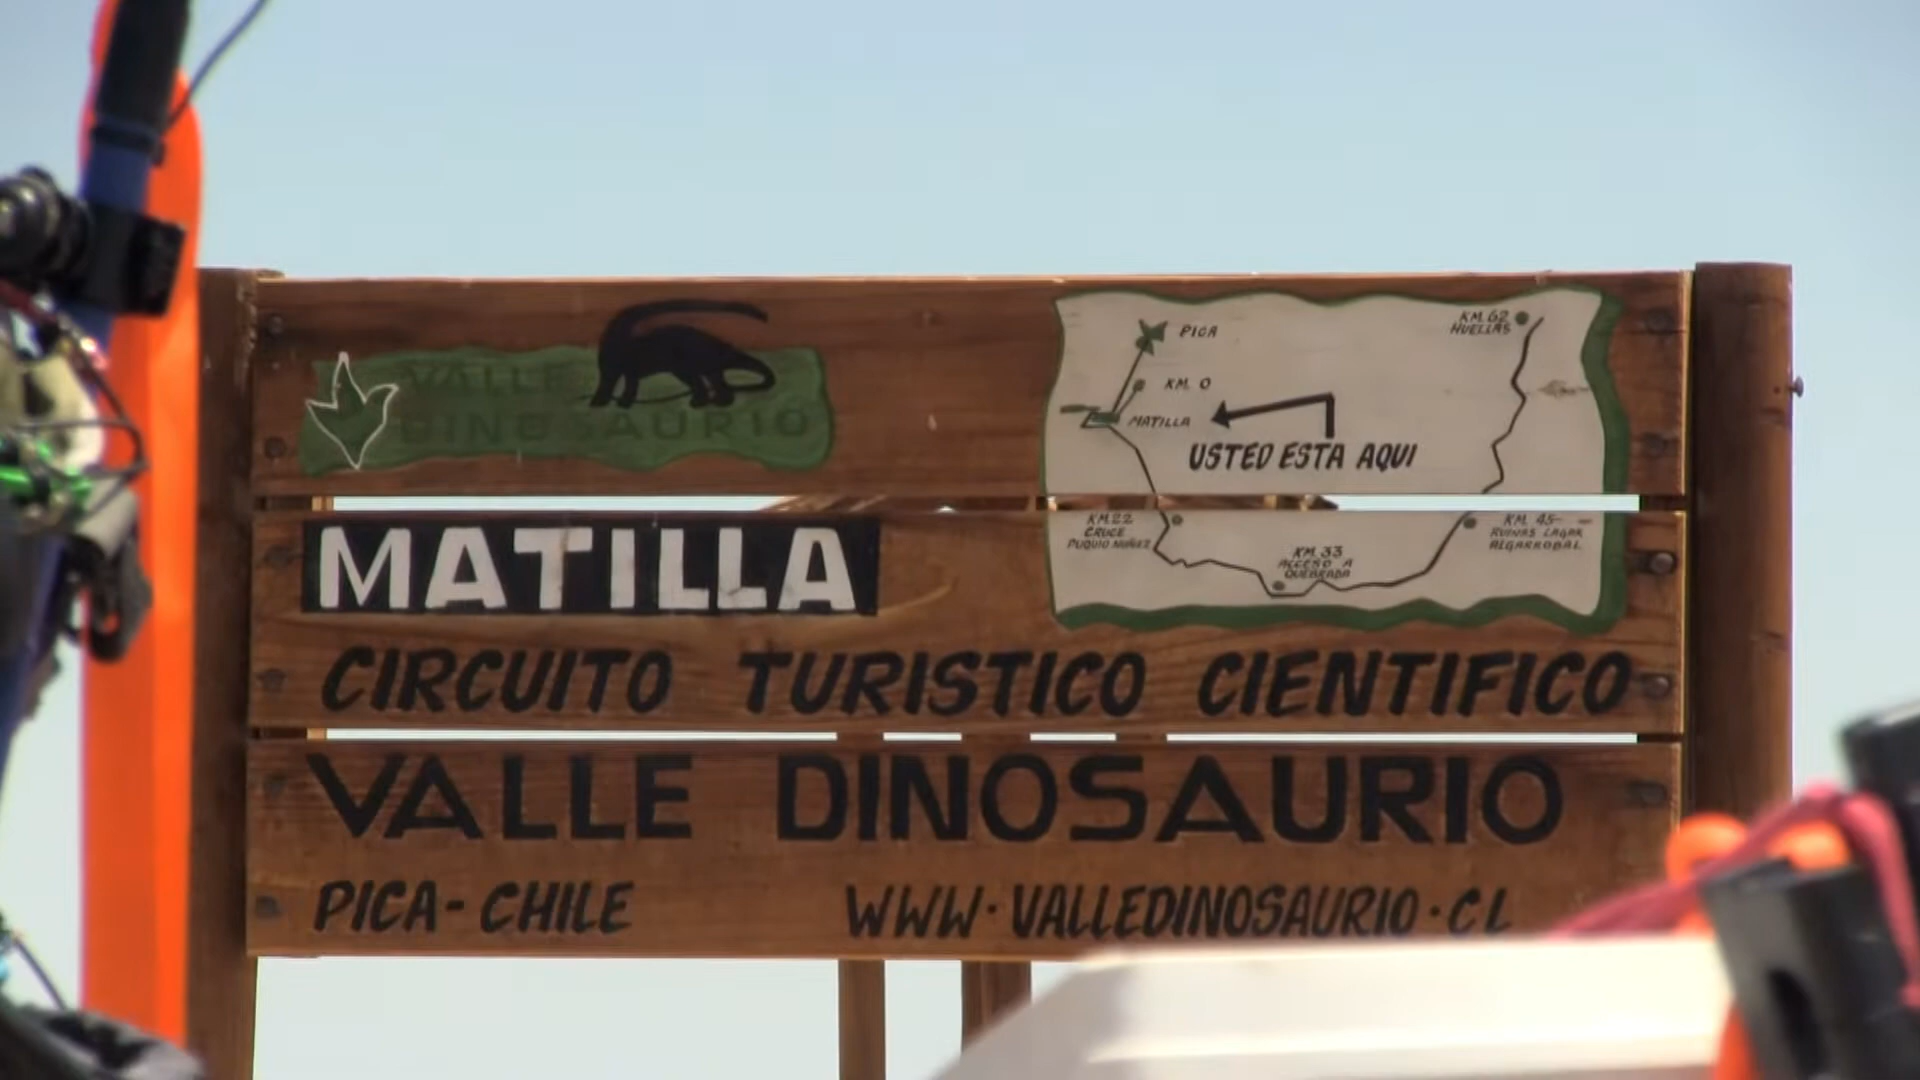 VALLE
DINOSAURIO
PICA
KM. 0
MATILLA
USTED ESTA AQUI
KM. 62
HUELLAS
KM. 22
CRUCE
PUQUIO NUÑEZ
KM. 33
ACCESO A
QUEBRADA
KM. 45
RUINAS LAGAR
ALGARROBAL
MATILLA
CIRCUITO TURISTICO CIENTIFICO
VALLE DINOSAURIO
PICA-CHILE WWW.VALLEDINOSAURIO.CL